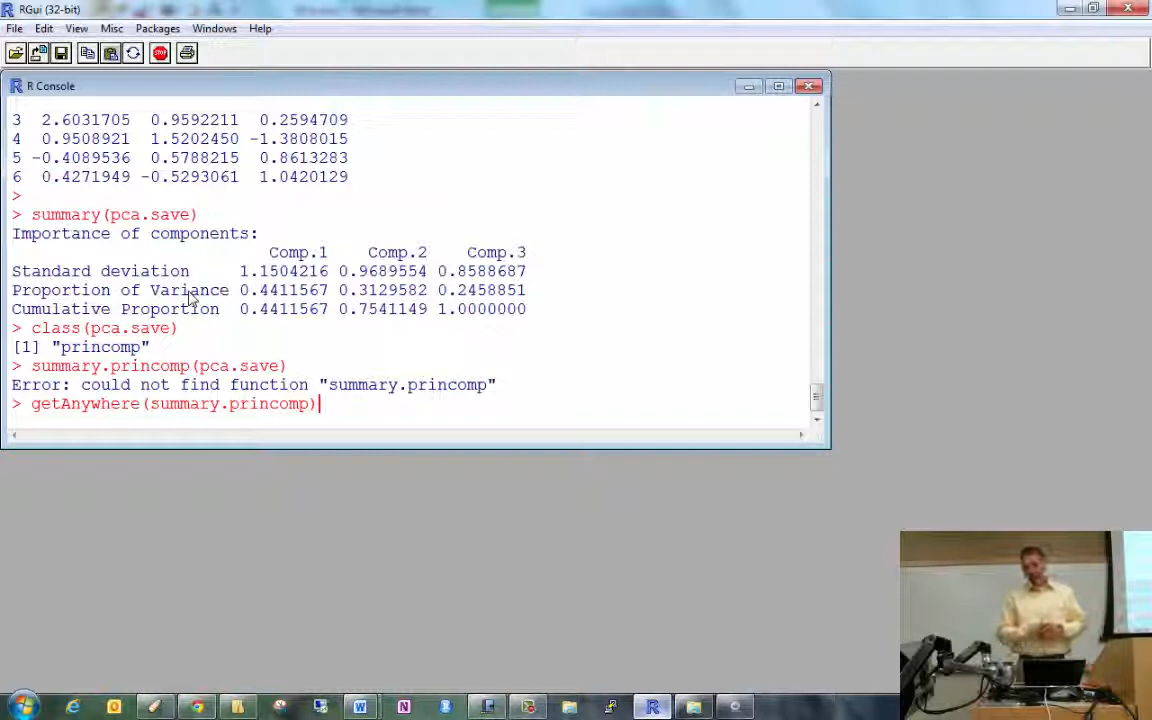 RGui (32-bit)
File Edit View Misc Packages Windows Help
STOP
R Console
3 2.6031705 0.9592211 0.2594709
4 0.9508921 1.5202450 -1.3808015
5 -0.4089536 0.5788215 0.8613283
6 0.4271949 -0.5293061 1.0420129
>
> summary(pca.save)
Importance of components:
Comp.1 Comp.2 Comp.3
Standard deviation 1.1504216 0.9689554 0.8588687
Proportion of Variance 0.4411567 0.3129582 0.2458851
Cumulative Proportion 0.4411567 0.7541149 1.0000000
> class(pca.save)
[1] "princomp"
> summary.princomp(pca.save)
Error: could not find function "summary.princomp"
> getAnywhere(summary.princomp)